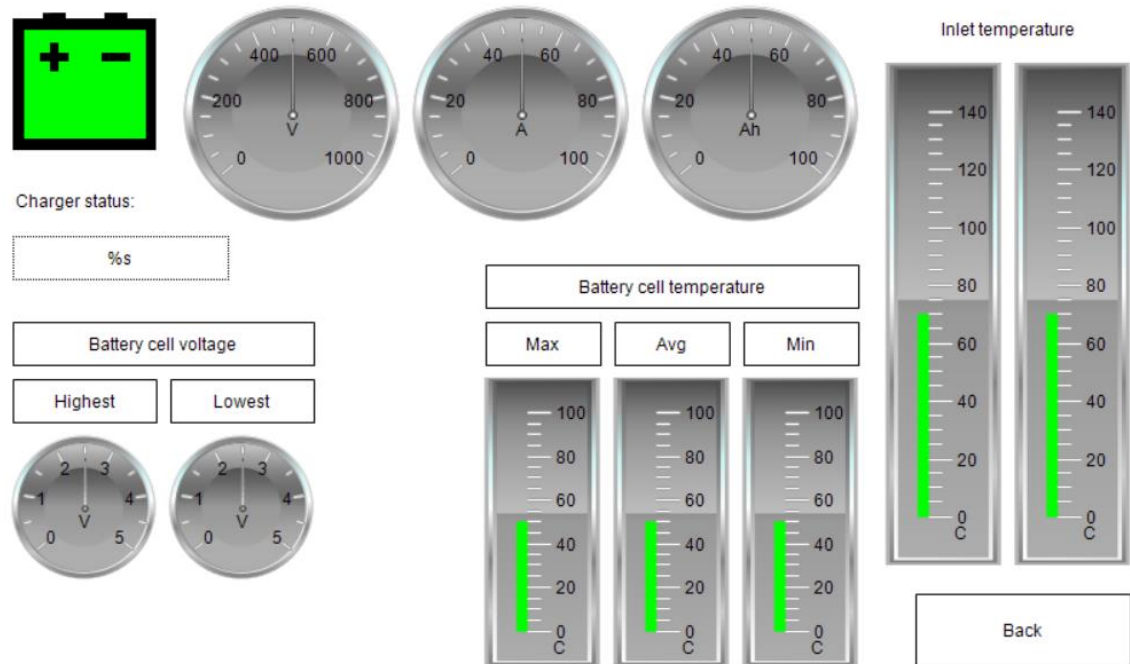 + -
400 600
200 800
0 1000
V
40 60
20 80
0 100
A
40 60
20 80
0 100
Ah
Inlet temperature
140
120
100
80
60
40
20
0
C
140
120
100
80
60
40
20
0
C
Charger status:
%s
Battery cell voltage
Highest
Lowest
2 3
1 4
0 5
V
2 3
1 4
0 5
V
Battery cell temperature
Max
Avg
Min
100
80
60
40
20
0
C
100
80
60
40
20
0
C
100
80
60
40
20
0
C
Back